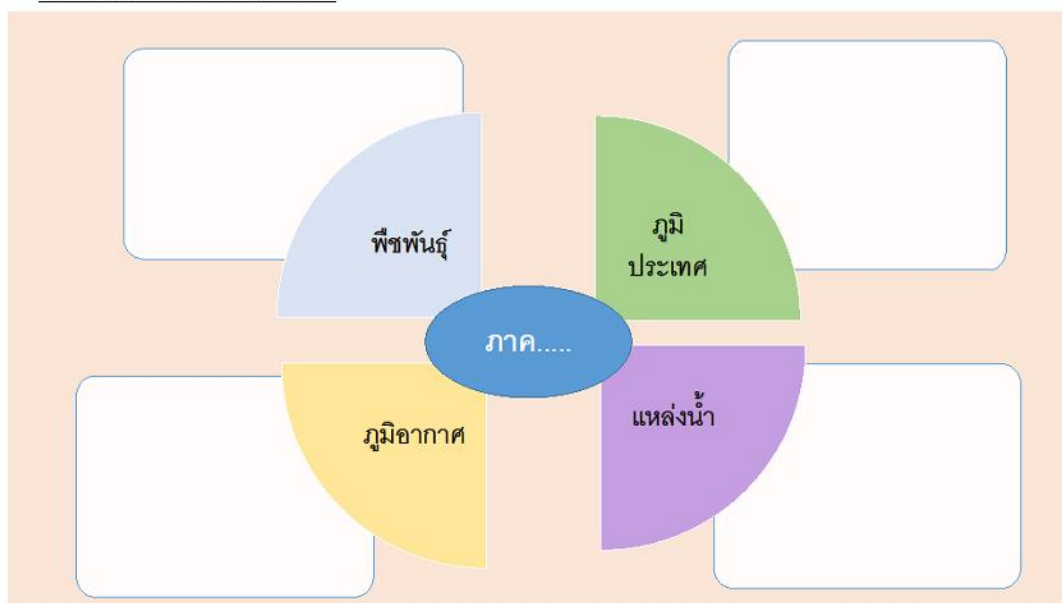 พืชพันธุ์
ภูมิ
ประเทศ
ภาค.....
ภูมิอากาศ
แหล่งน้ำ